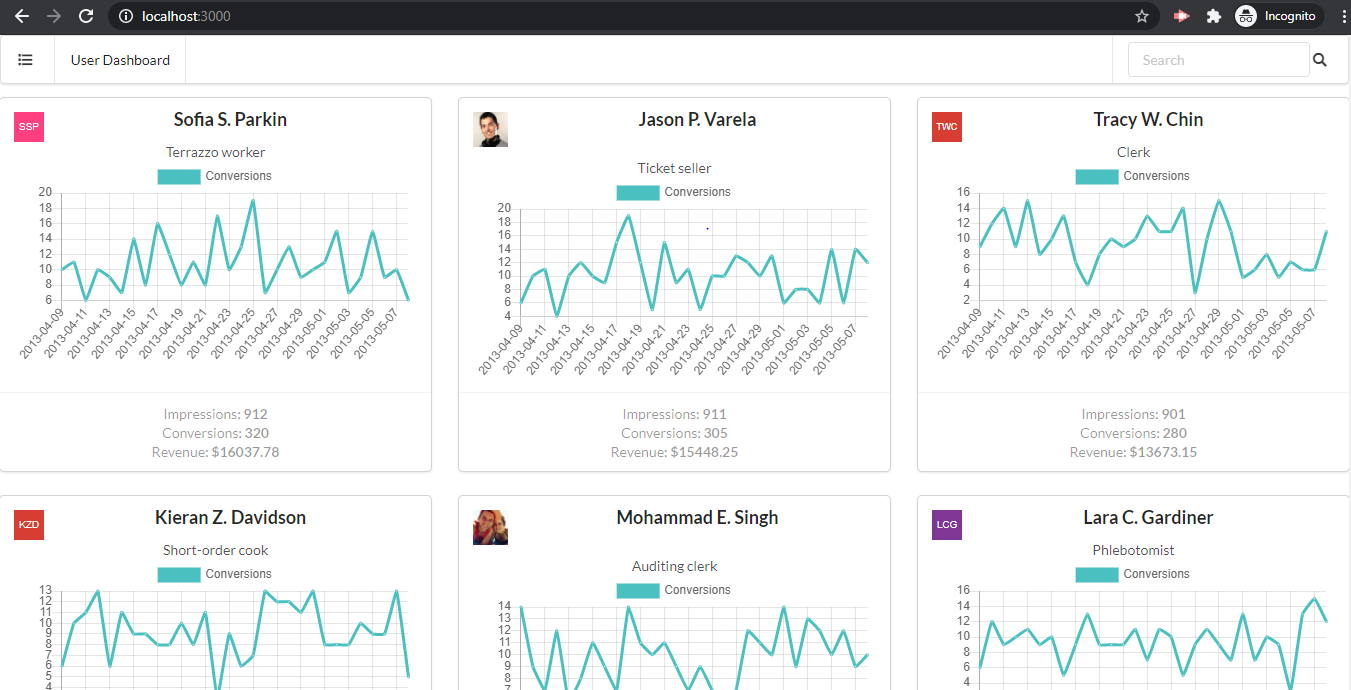 localhost:3000
Incognito
User Dashboard
Search
SSP
Sofia S. Parkin
Terrazzo worker
Conversions
20
18
16
14
12
10
8
6
2013-04-09 2013-04-11 2013-04-13 2013-04-15 2013-04-17 2013-04-19 2013-04-21 2013-04-23 2013-04-25 2013-04-27 2013-04-29 2013-05-01 2013-05-03 2013-05-05 2013-05-07
Impressions: 912
Conversions: 320
Revenue: $16037.78
Jason P. Varela
Ticket seller
Conversions
20
18
16
14
12
10
8
6
4
2013-04-09 2013-04-11 2013-04-13 2013-04-15 2013-04-17 2013-04-19 2013-04-21 2013-04-23 2013-04-25 2013-04-27 2013-04-29 2013-05-01 2013-05-03 2013-05-05 2013-05-07
Impressions: 911
Conversions: 305
Revenue: $15448.25
TWC
Tracy W. Chin
Clerk
Conversions
16
14
12
10
8
6
4
2
2013-04-09 2013-04-11 2013-04-13 2013-04-15 2013-04-17 2013-04-19 2013-04-21 2013-04-23 2013-04-25 2013-04-27 2013-04-29 2013-05-01 2013-05-03 2013-05-05 2013-05-07
Impressions: 901
Conversions: 280
Revenue: $13673.15
KZD
Kieran Z. Davidson
Short-order cook
Conversions
13
12
11
10
9
8
7
6
5
4
Mohammad E. Singh
Auditing clerk
Conversions
14
13
12
11
10
9
8
7
LCG
Lara C. Gardiner
Phlebotomist
Conversions
16
14
12
10
8
6
4